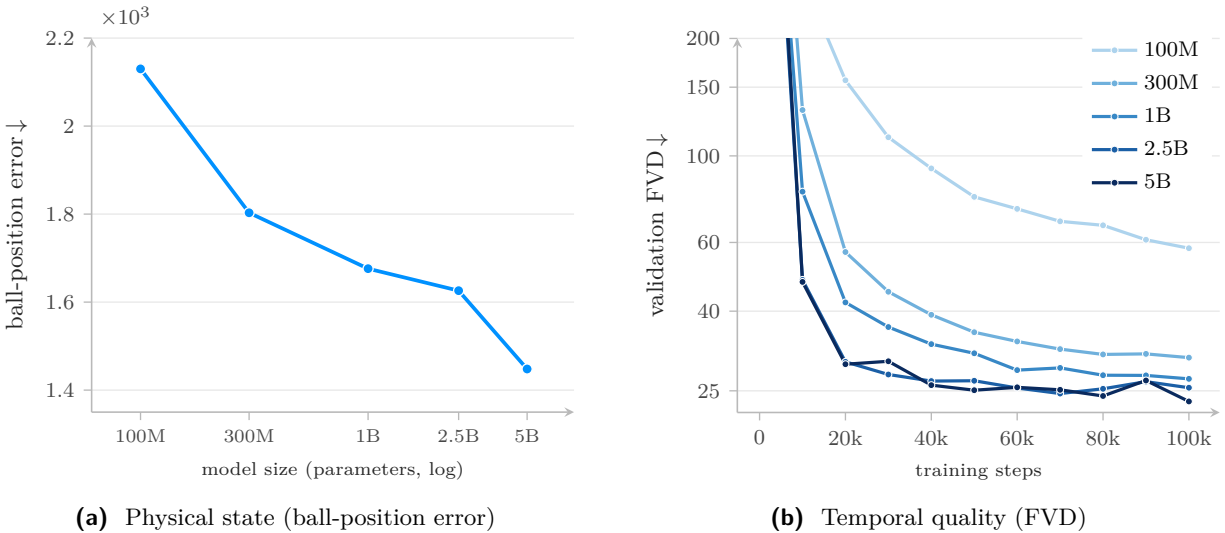 ×10³
2.2
2
1.8
1.6
1.4
ball-position error↓
100M 300M 1B 2.5B 5B
model size (parameters, log)
(a) Physical state (ball-position error)
200
150
100
60
40
25
validation FVD↓
100M
300M
1B
2.5B
5B
0 20k 40k 60k 80k 100k
training steps
(b) Temporal quality (FVD)